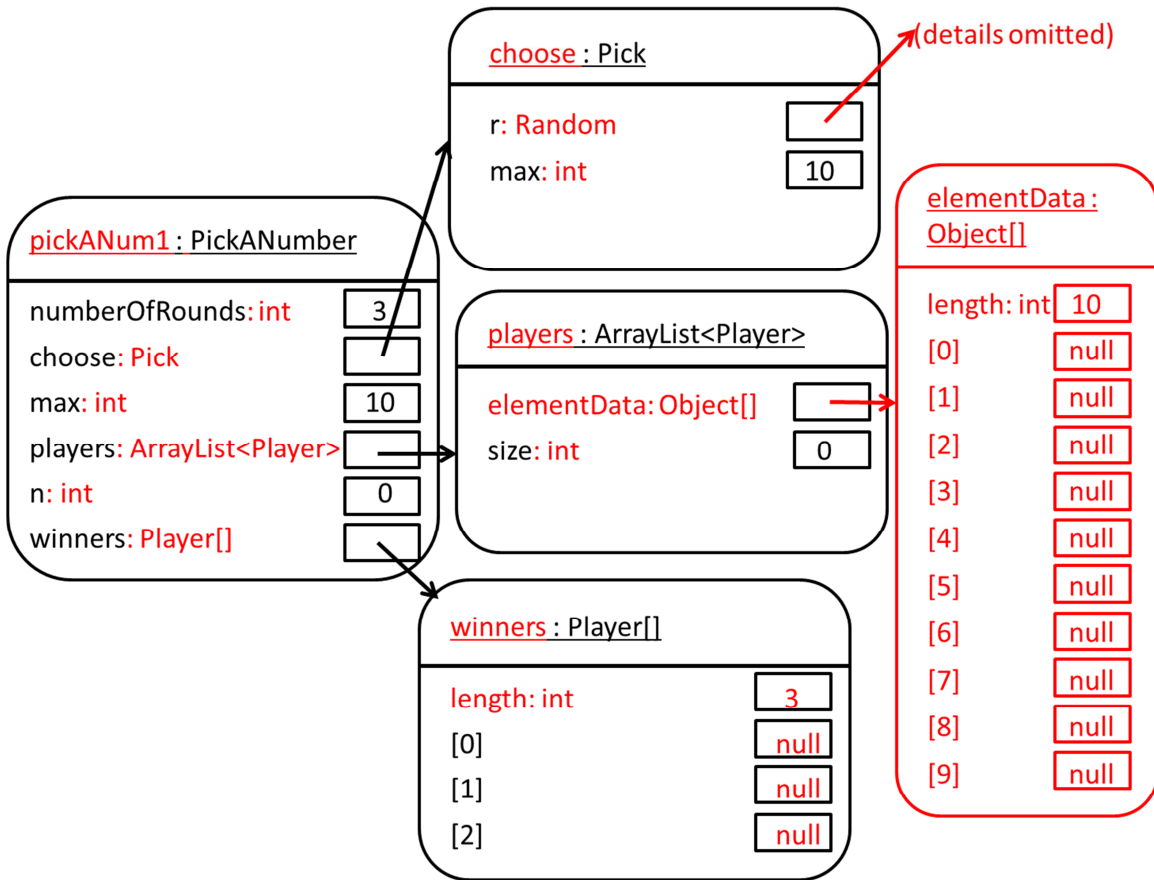 choose : Pick
r: Random
max: int 10
(details omitted)
pickANum1 : PickANumber
numberOfRounds: int 3
choose: Pick
max: int 10
players: ArrayList<Player>
n: int 0
winners: Player[]
players : ArrayList<Player>
elementData: Object[]
size: int 0
elementData :
Object[]
length: int 10
[0] null
[1] null
[2] null
[3] null
[4] null
[5] null
[6] null
[7] null
[8] null
[9] null
winners : Player[]
length: int 3
[0] null
[1] null
[2] null